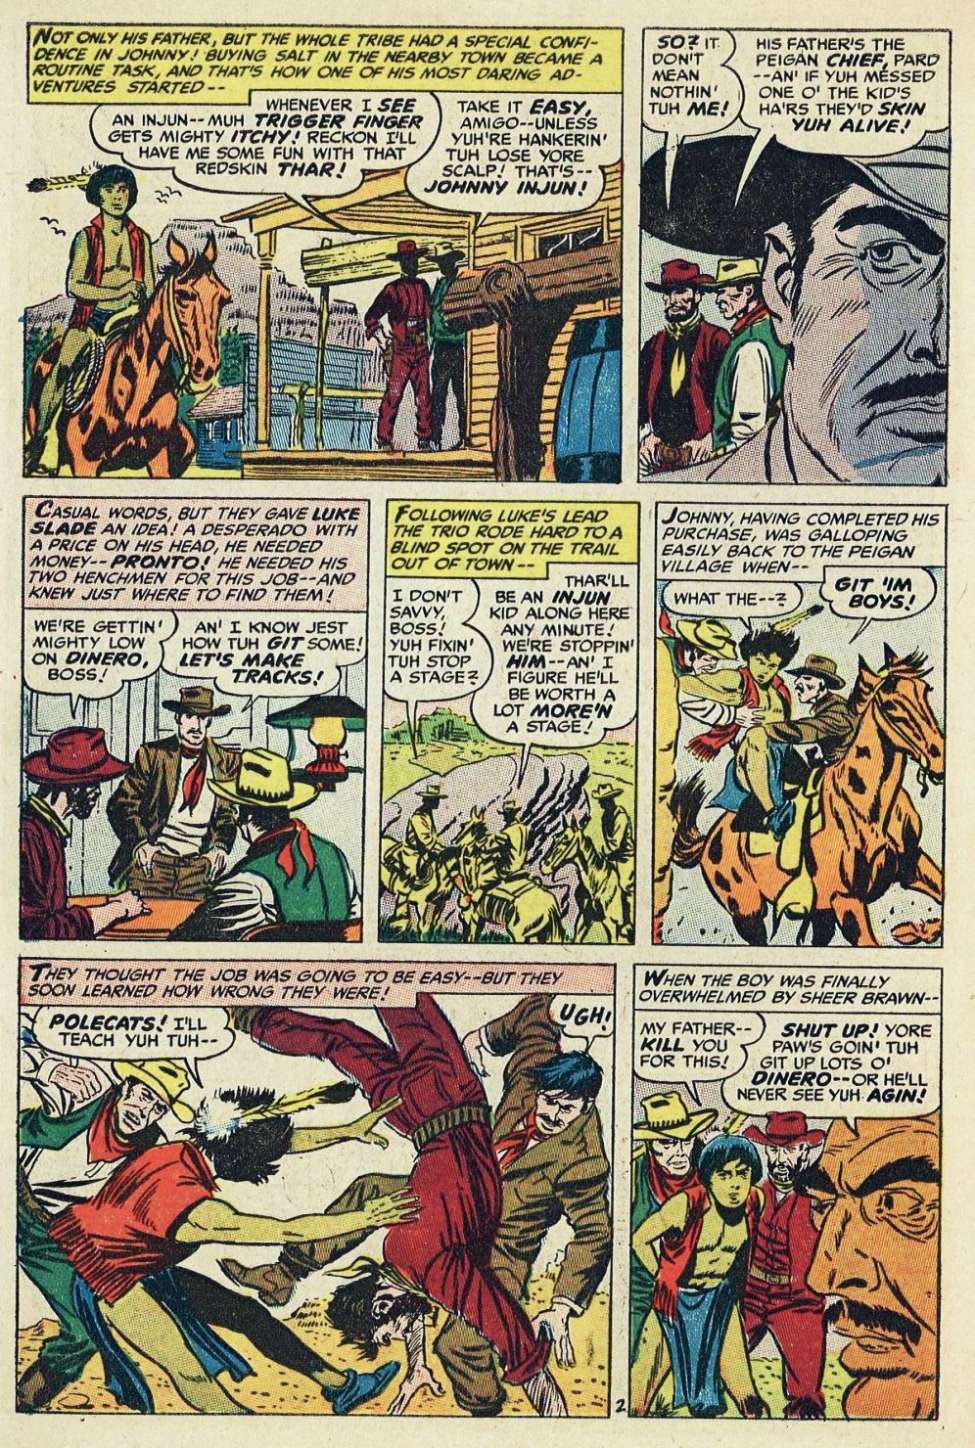 NOT ONLY HIS FATHER, BUT THE WHOLE TRIBE HAD A SPECIAL CONFI-
DENCE IN JOHNNY! BUYING SALT IN THE NEARBY TOWN BECAME A
ROUTINE TASK, AND THAT'S HOW ONE OF HIS MOST DARING AD-
VENTURES STARTED--
WHENEVER I SEE
AN INJUN--MUH TRIGGER FINGER
GETS MIGHTY ITCHY! RECKON I'LL
HAVE ME SOME FUN WITH THAT
REDSKIN THAR!
TAKE IT EASY,
AMIGO--UNLESS
YUH'RE HANKERIN'
TUH LOSE YORE
SCALP! THAT'S--
JOHNNY INJUN!
SO? IT
DON'T
MEAN
NOTHIN'
TUH ME!
HIS FATHER'S THE
PEIGAN CHIEF, PARD
--AN' IF YUH MESSED
ONE O' THE KID'S
HA'RS THEY'D SKIN
YUH ALIVE!
CASUAL WORDS, BUT THEY GAVE LUKE
SLADE AN IDEA! A DESPERADO WITH
A PRICE ON HIS HEAD, HE NEEDED
MONEY--PRONTO! HE NEEDED HIS
TWO HENCHMEN FOR THIS JOB--AND
KNEW JUST WHERE TO FIND THEM!
WE'RE GETTIN'
MIGHTY LOW
ON DINERO,
BOSS!
AN' I KNOW JEST
HOW TUH GIT SOME!
LET'S MAKE
TRACKS!
FOLLOWING LUKE'S LEAD
THE TRIO RODE HARD TO A
BLIND SPOT ON THE TRAIL
OUT OF TOWN--
I DON'T
SAVVY,
BOSS!
YUH FIXIN'
TUH STOP
A STAGE?
THAR'LL
BE AN INJUN
KID ALONG HERE
ANY MINUTE!
WE'RE STOPPIN'
HIM--AN' I
FIGURE HE'LL
BE WORTH A
LOT MORE'N
A STAGE!
JOHNNY, HAVING COMPLETED HIS
PURCHASE, WAS GALLOPING
EASILY BACK TO THE PEIGAN
VILLAGE WHEN--
WHAT THE--?
GIT 'IM
BOYS!
THEY THOUGHT THE JOB WAS GOING TO BE EASY--BUT THEY
SOON LEARNED HOW WRONG THEY WERE!
POLECATS! I'LL
TEACH YUH TUH--
UGH!
WHEN THE BOY WAS FINALLY
OVERWHELMED BY SHEER BRAWN--
MY FATHER--
KILL YOU
FOR THIS!
SHUT UP! YORE
PAW'S GOIN' TUH
GIT UP LOTS O'
DINERO--OR HE'LL
NEVER SEE YUH AGIN!
2